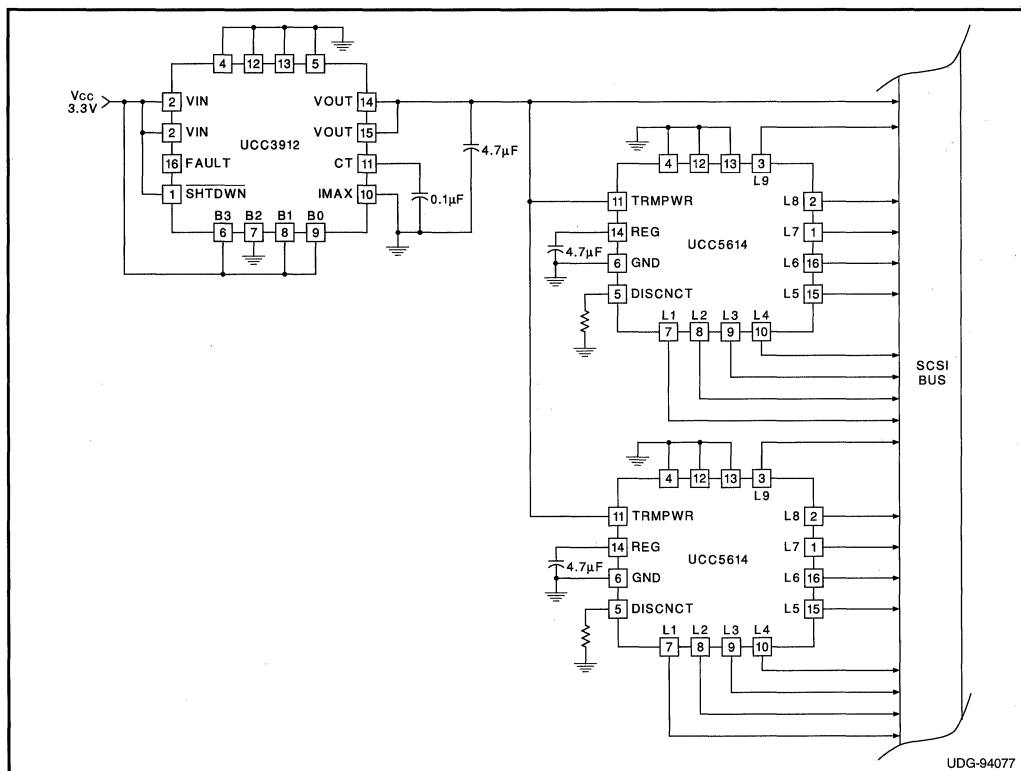 4 12 13 5
VCC
3.3V
2 VIN
2 VIN
16 FAULT
1 SHTDWN
UCC3912
VOUT 14
VOUT 15
CT 11
IMAX 10
B3 B2 B1 B0
6 7 8 9
0.1µF
4.7µF
4 12 13 3
L9
11 TRMPWR
14 REG
6 GND
5 DISCNCT
4.7µF
UCC5614
L8 2
L7 1
L6 16
L5 15
L1 L2 L3 L4
7 8 9 10
SCSI
BUS
4 12 13 3
L9
11 TRMPWR
14 REG
6 GND
5 DISCNCT
4.7µF
UCC5614
L8 2
L7 1
L6 16
L5 15
L1 L2 L3 L4
7 8 9 10
UDG-94077